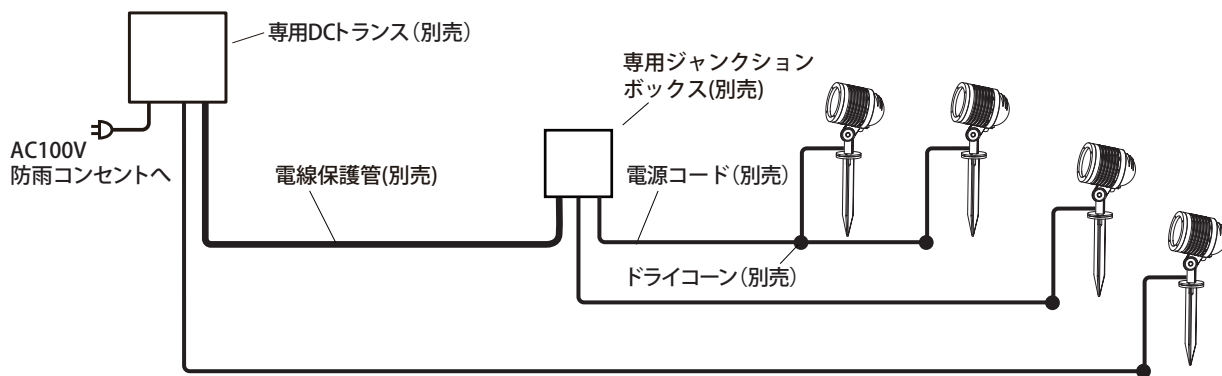 専用DCトランス（別売）
専用ジャンクション
ボックス(別売)
AC100V
防雨コンセントへ
電線保護管(別売)
電源コード（別売）
ドライコーン（別売）